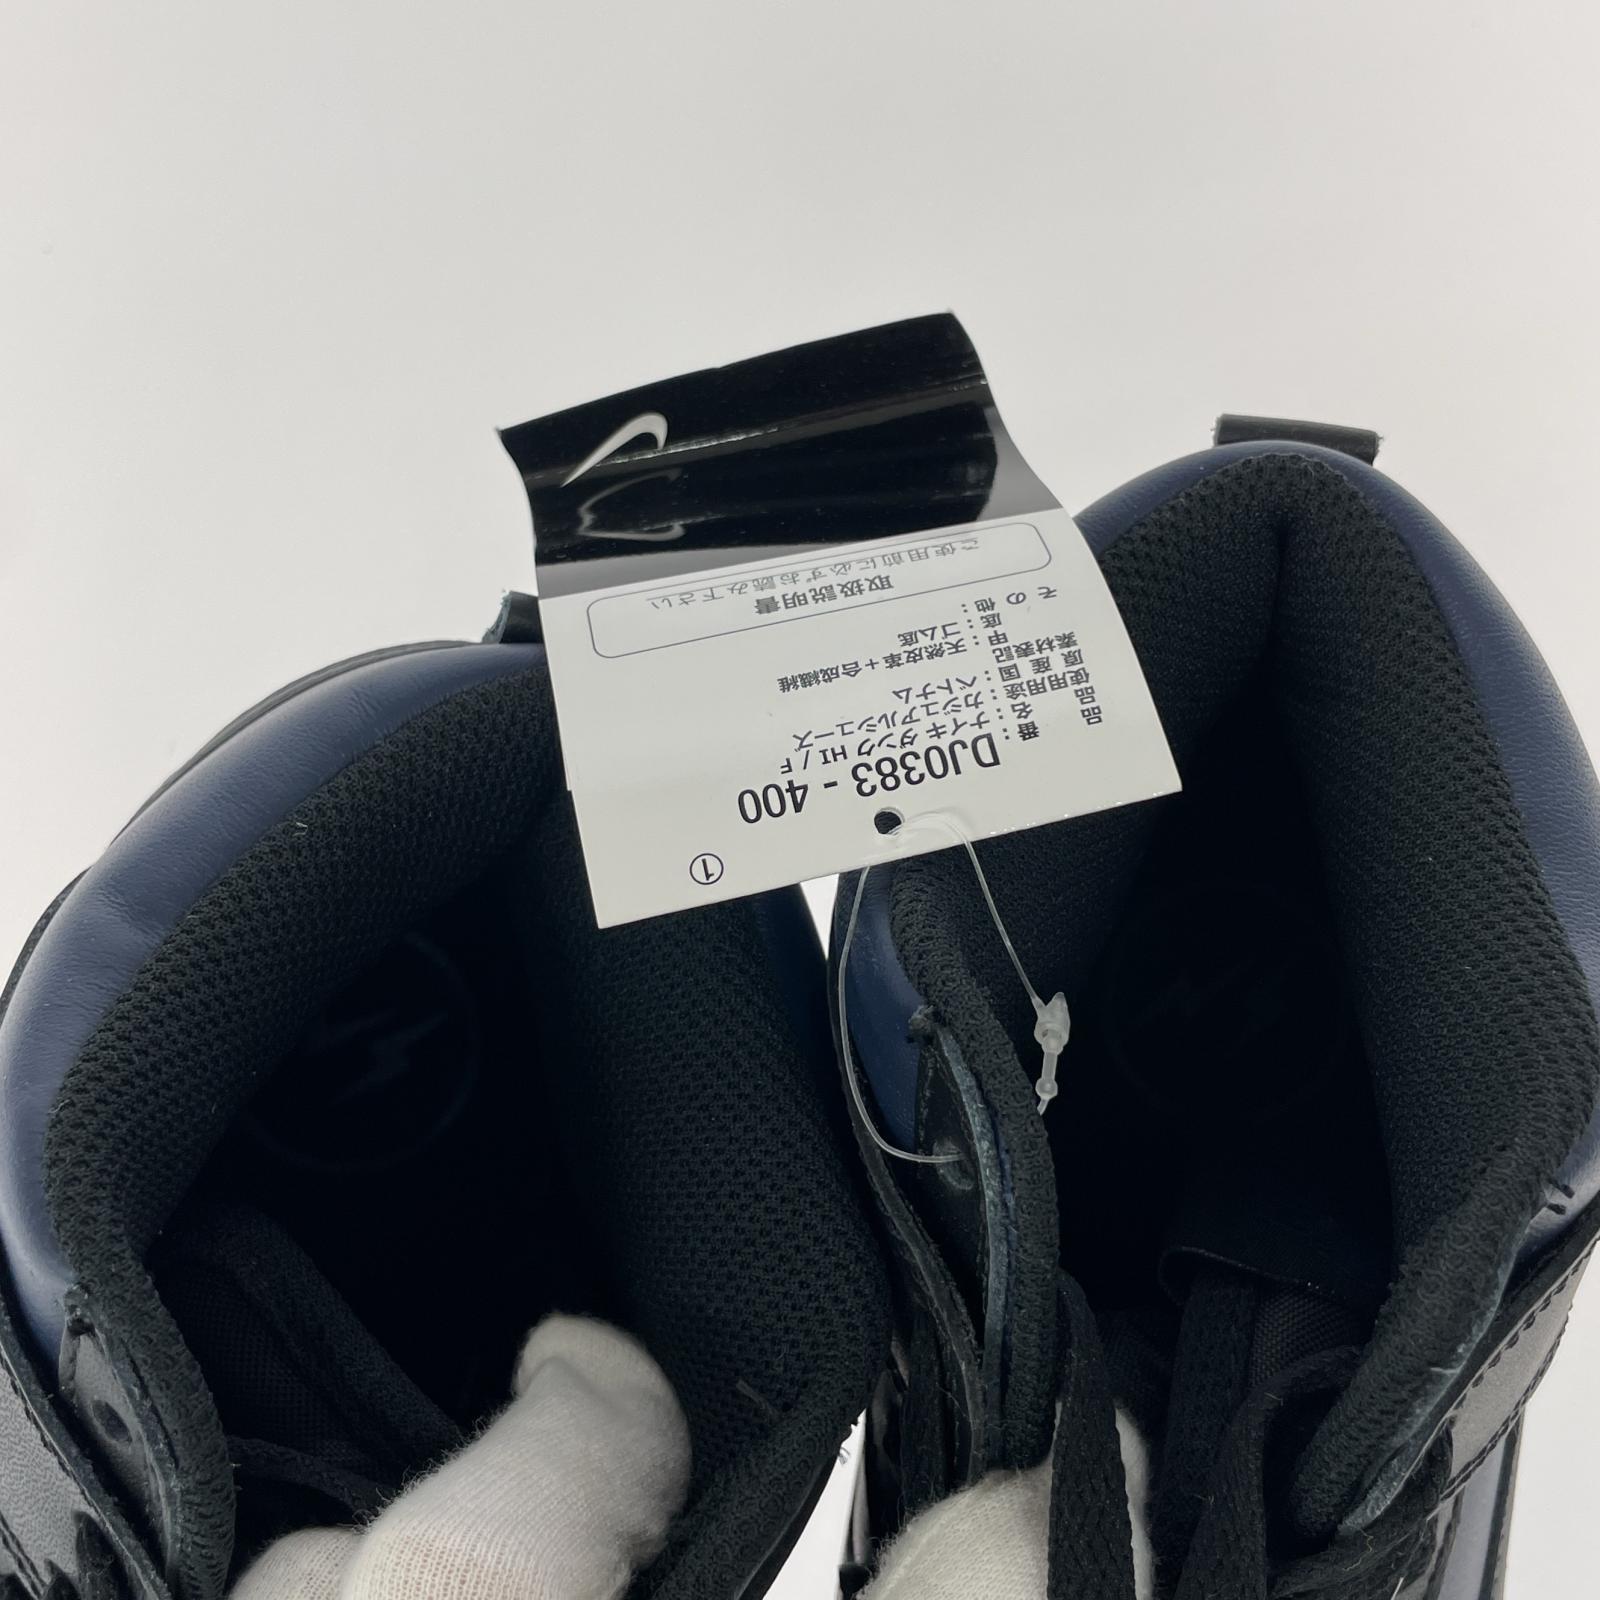 ①
DJ0383 - 400
品 番 : ナイキ ダンク HI / F
品 名 : カジュアルシューズ
使用用途 : ベトナム
原 産 国 :
素材表記 甲 : 天然皮革 + 合成繊維
底 : ゴム底
その他 :
取扱説明書
ご使用前に必ずお読み下さい